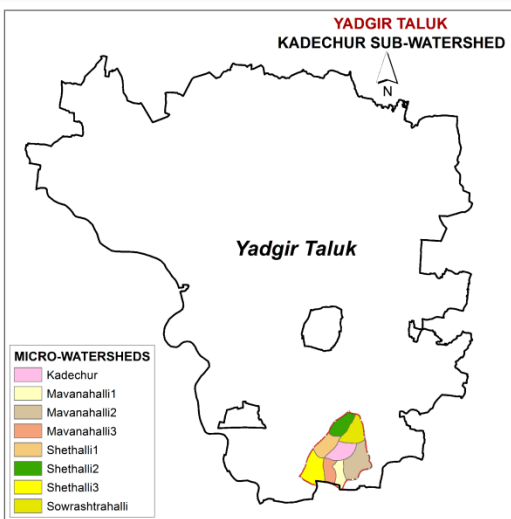 YADGIR TALUK
KADECHUR SUB-WATERSHED
N
Yadgir Taluk
MICRO-WATERSHEDS
Kadechur
Mavanahalli1
Mavanahalli2
Mavanahalli3
Shethalli1
Shethalli2
Shethalli3
Sowrashtrahalli